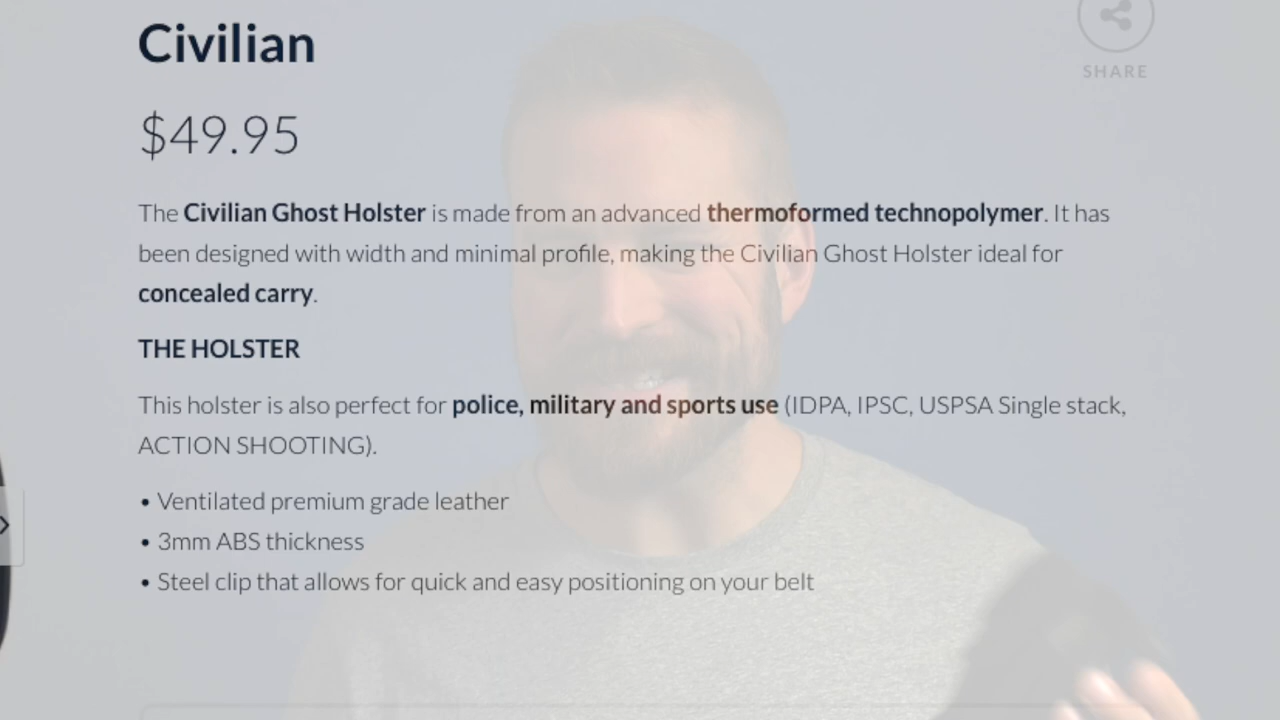 Civilian
SHARE
$49.95
The Civilian Ghost Holster is made from an advanced thermoformed technopolymer. It has
been designed with width and minimal profile, making the Civilian Ghost Holster ideal for
concealed carry.
THE HOLSTER
This holster is also perfect for police, military and sports use (IDPA, IPSC, USPSA Single stack,
ACTION SHOOTING).
• Ventilated premium grade leather
• 3mm ABS thickness
• Steel clip that allows for quick and easy positioning on your belt